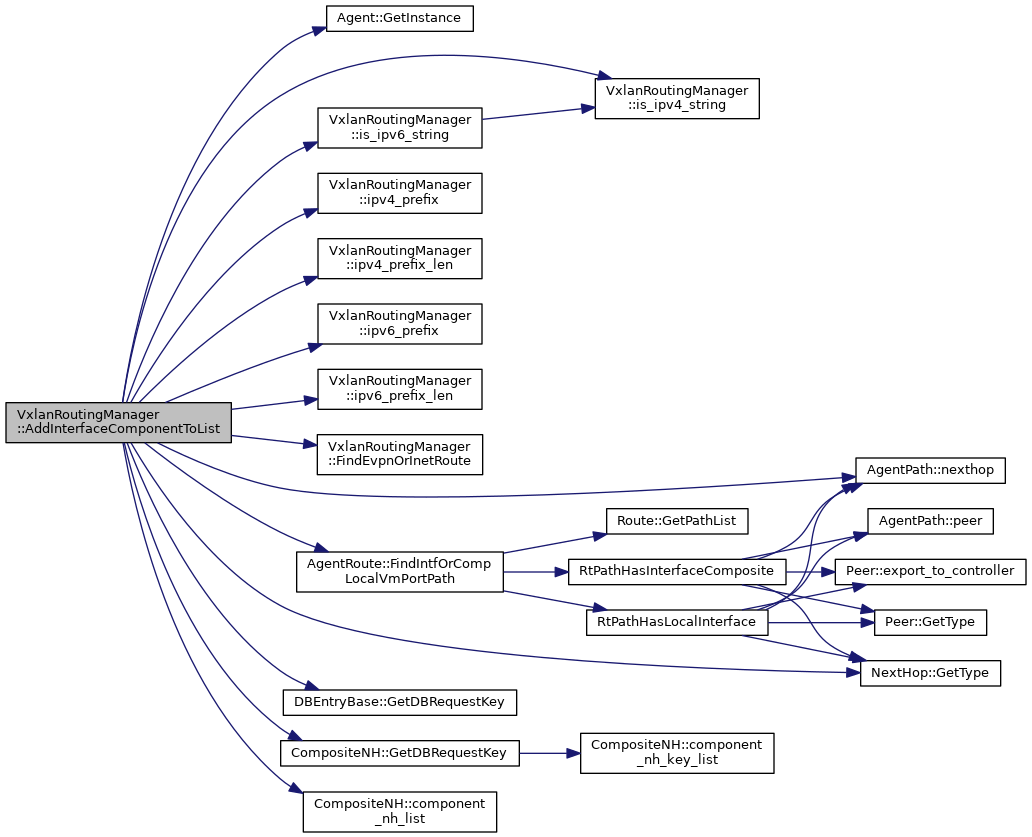 Agent::GetInstance
VxlanRoutingManager
::is_ipv4_string
VxlanRoutingManager
::is_ipv6_string
VxlanRoutingManager
::ipv4_prefix
VxlanRoutingManager
::ipv4_prefix_len
VxlanRoutingManager
::ipv6_prefix
VxlanRoutingManager
::ipv6_prefix_len
VxlanRoutingManager
::AddInterfaceComponentToList
VxlanRoutingManager
::FindEvpnOrInetRoute
AgentPath::nexthop
Route::GetPathList
AgentPath::peer
AgentRoute::FindIntfOrComp
LocalVmPortPath
RtPathHasInterfaceComposite
Peer::export_to_controller
RtPathHasLocalInterface
Peer::GetType
NextHop::GetType
DBEntryBase::GetDBRequestKey
CompositeNH::GetDBRequestKey
CompositeNH::component
_nh_key_list
CompositeNH::component
_nh_list